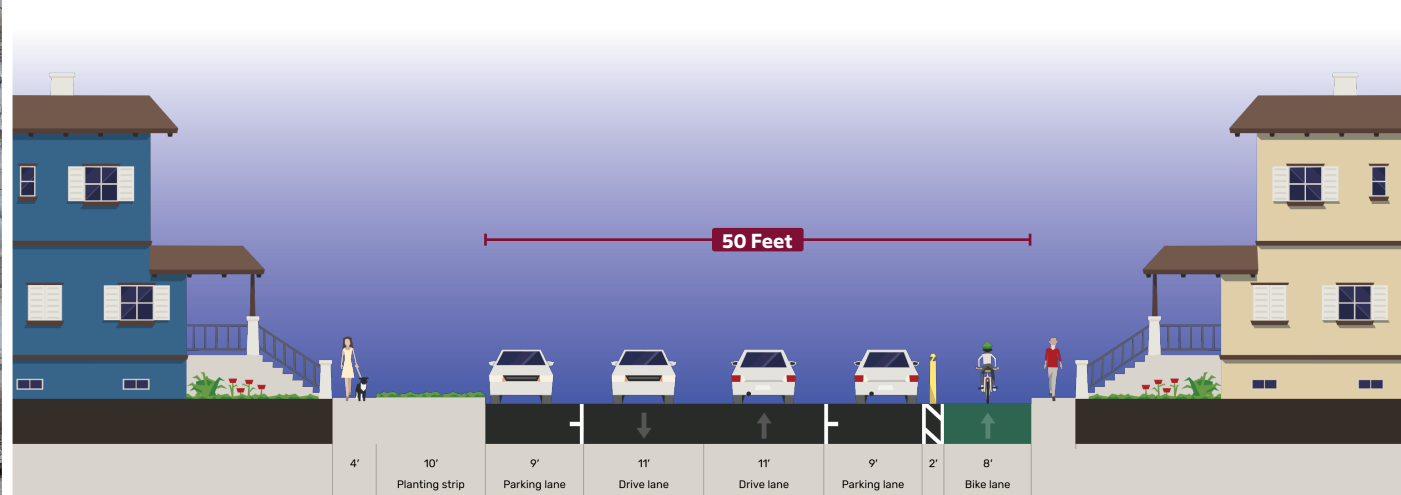 50 Feet
4’
10’
9’
11’
11’
9’
2’
8’
Planting strip
Parking lane
Drive lane
Drive lane
Parking lane
Bike lane